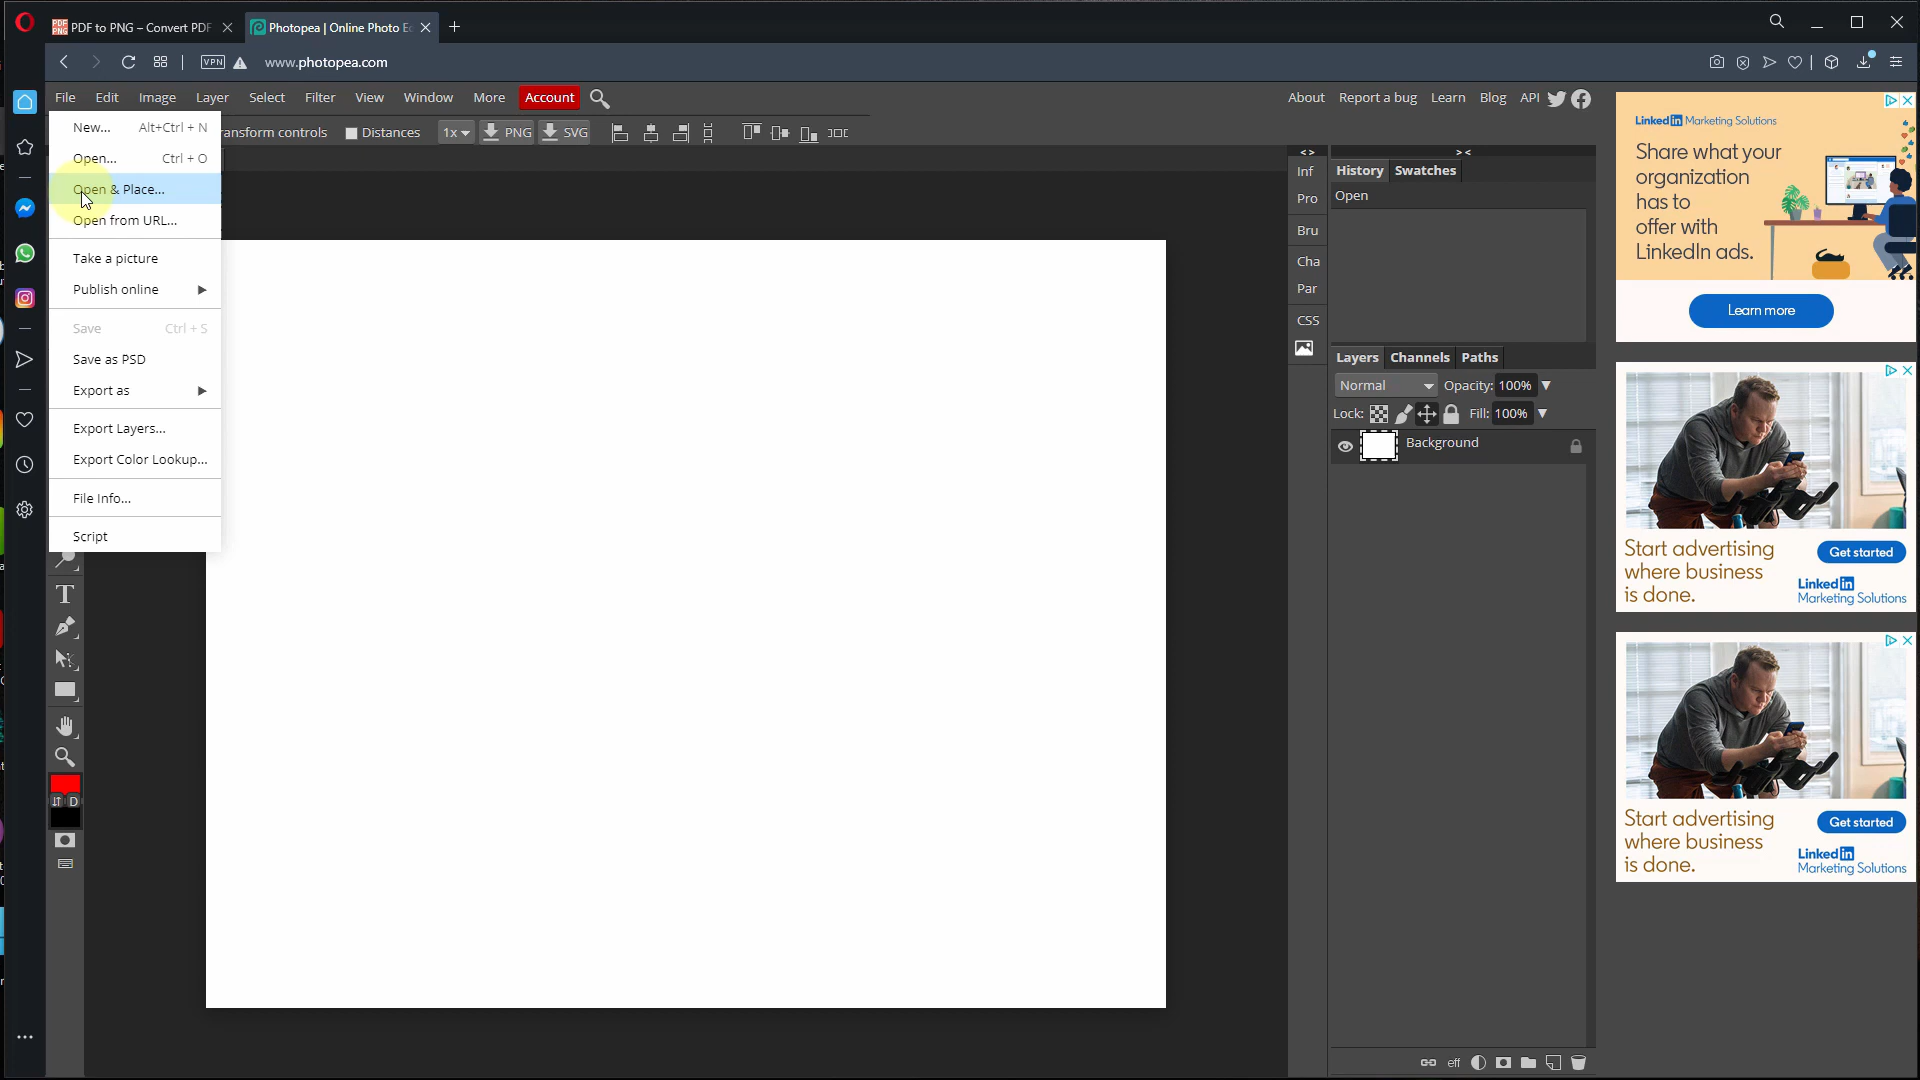 PDF to PNG – Convert PDF
Photopea | Online Photo Ed
VPN
www.photopea.com
File Edit Image Layer Select Filter View Window More Account
About Report a bug Learn Blog API
New... Alt+Ctrl + N
Open... Ctrl + O
Open & Place...
Open from URL...
Take a picture
Publish online
Save Ctrl + S
Save as PSD
Export as
Export Layers...
Export Color Lookup...
File Info...
Script
ransform controls Distances 1x PNG SVG
T
D
< >
Inf
Pro
Bru
Cha
Par
CSS
> <
History Swatches
Open
Layers Channels Paths
Normal Opacity: 100%
Lock: Fill: 100%
Background
eff
LinkedIn Marketing Solutions
Share what your
organization
has to
offer with
LinkedIn ads.
Learn more
Start advertising
where business
is done.
Get started
LinkedIn
Marketing Solutions
Start advertising
where business
is done.
Get started
LinkedIn
Marketing Solutions